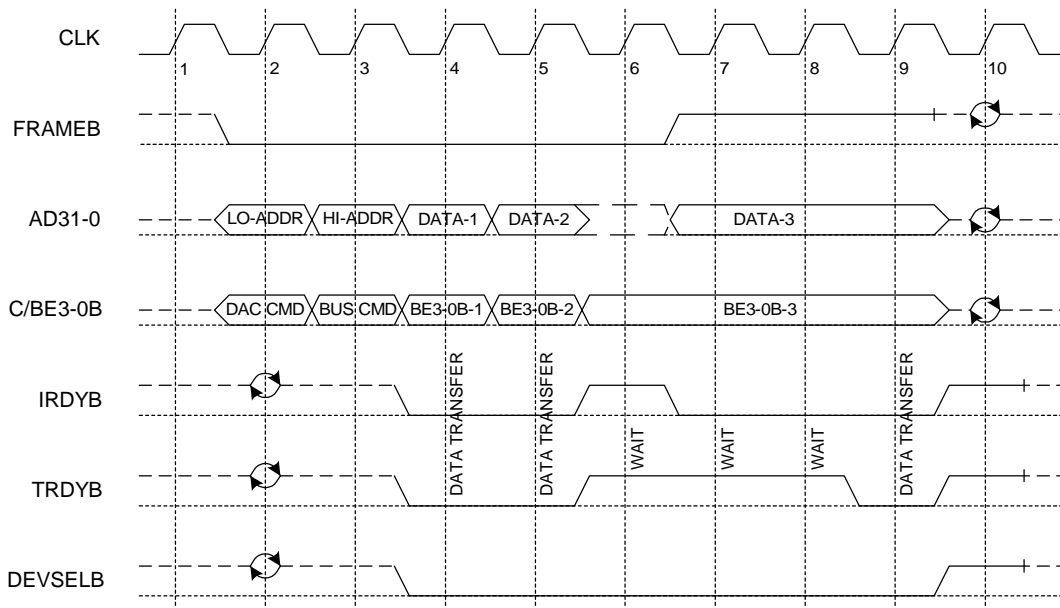 CLK
1 2 3 4 5 6 7 8 9 10
FRAMEB
AD31-0
LO-ADDR HI-ADDR DATA-1 DATA-2 DATA-3
C/BE3-0B
DAC CMD BUS CMD BE3-0B-1 BE3-0B-2 BE3-0B-3
IRDYB
DATA TRANSFER
DATA TRANSFER
WAIT
WAIT
WAIT
DATA TRANSFER
TRDYB
DEVSELB